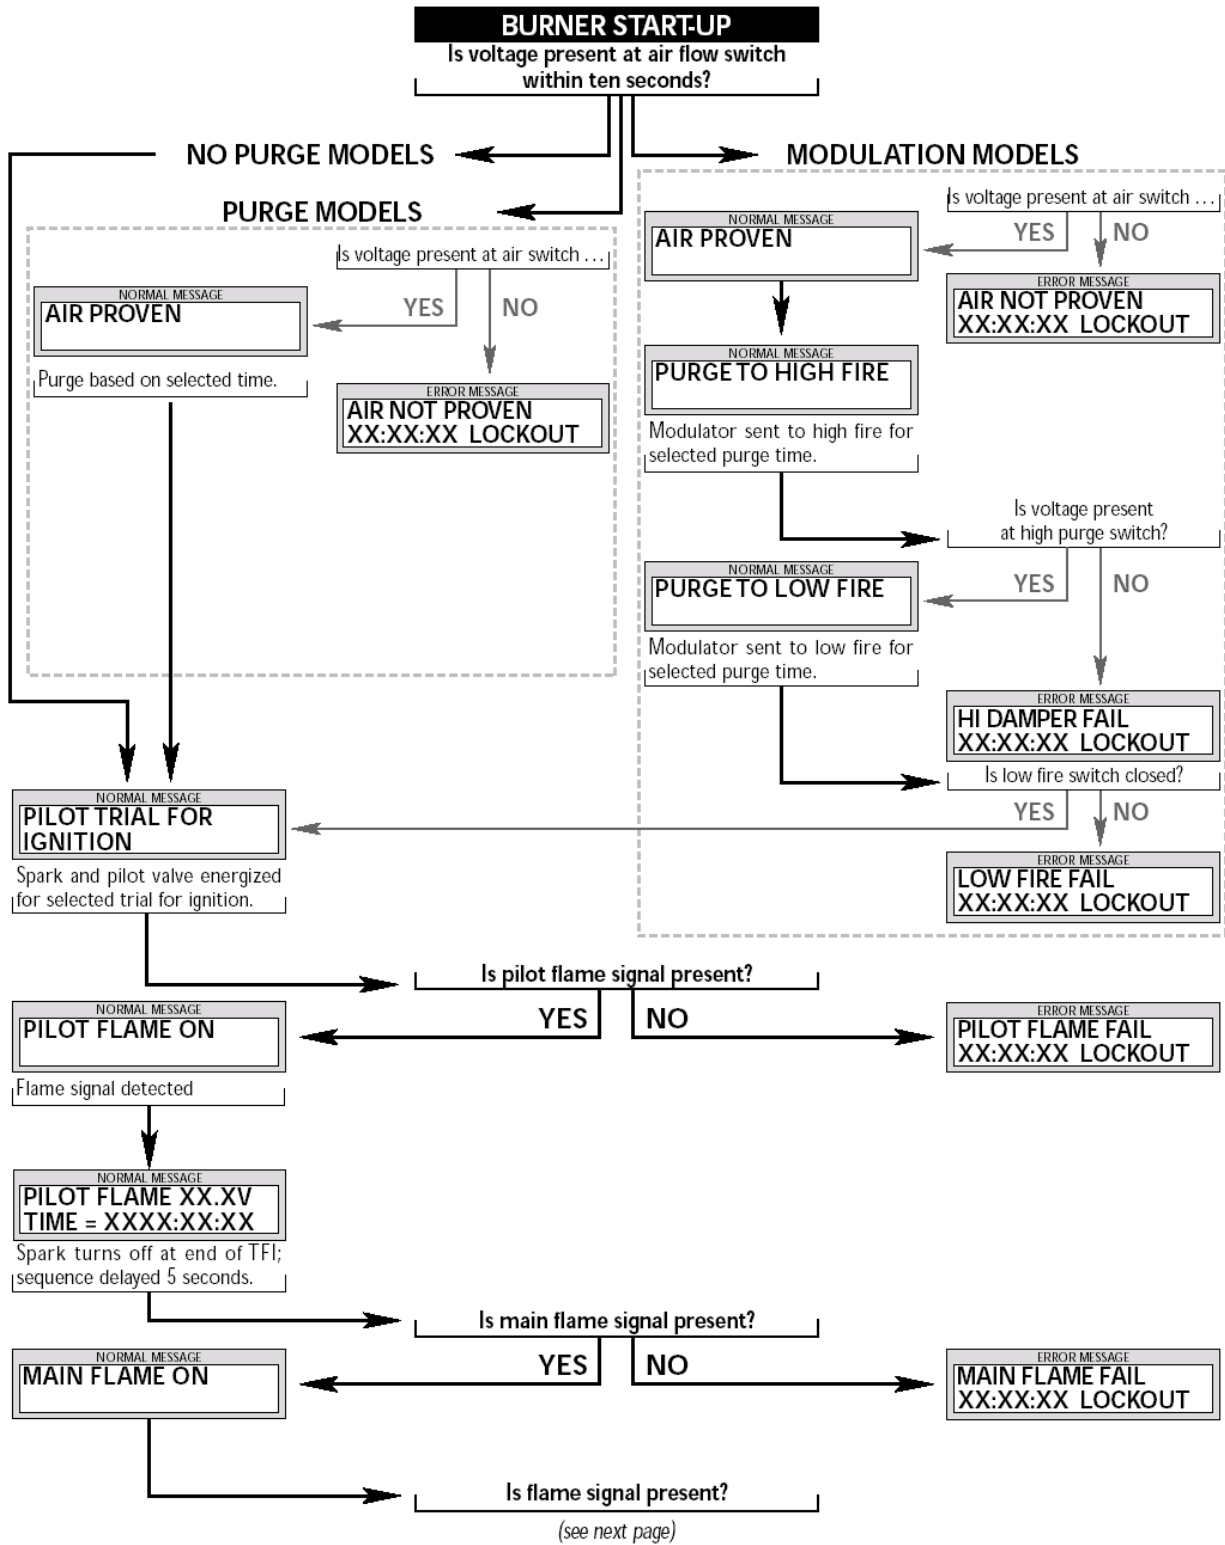 BURNER START-UP
Is voltage present at air flow switch
within ten seconds?
NO PURGE MODELS
MODULATION MODELS
PURGE MODELS
Is voltage present at air switch . . .
YES
NO
NORMAL MESSAGE
AIR PROVEN
Purge based on selected time.
ERROR MESSAGE
AIR NOT PROVEN
XX:XX:XX LOCKOUT
Is voltage present at air switch . . .
YES
NO
NORMAL MESSAGE
AIR PROVEN
ERROR MESSAGE
AIR NOT PROVEN
XX:XX:XX LOCKOUT
NORMAL MESSAGE
PURGE TO HIGH FIRE
Modulator sent to high fire for
selected purge time.
Is voltage present
at high purge switch?
YES
NO
NORMAL MESSAGE
PURGE TO LOW FIRE
Modulator sent to low fire for
selected purge time.
ERROR MESSAGE
HI DAMPER FAIL
XX:XX:XX LOCKOUT
Is low fire switch closed?
YES
NO
ERROR MESSAGE
LOW FIRE FAIL
XX:XX:XX LOCKOUT
NORMAL MESSAGE
PILOT TRIAL FOR
IGNITION
Spark and pilot valve energized
for selected trial for ignition.
Is pilot flame signal present?
YES
NO
NORMAL MESSAGE
PILOT FLAME ON
Flame signal detected
ERROR MESSAGE
PILOT FLAME FAIL
XX:XX:XX LOCKOUT
NORMAL MESSAGE
PILOT FLAME XX.XV
TIME = XXXX:XX:XX
Spark turns off at end of TFI;
sequence delayed 5 seconds.
Is main flame signal present?
YES
NO
NORMAL MESSAGE
MAIN FLAME ON
ERROR MESSAGE
MAIN FLAME FAIL
XX:XX:XX LOCKOUT
Is flame signal present?
(see next page)